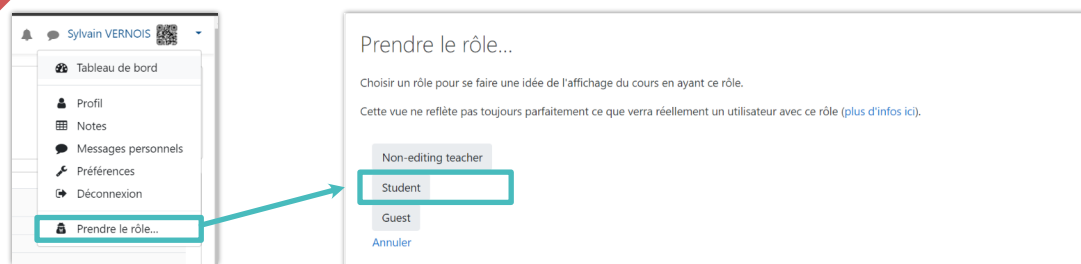 Sylvain VERNOIS
Tableau de bord
Profil
Notes
Messages personnels
Préférences
Déconnexion
Prendre le rôle...
Prendre le rôle...
Choisir un rôle pour se faire une idée de l'affichage du cours en ayant ce rôle.
Cette vue ne reflète pas toujours parfaitement ce que verra réellement un utilisateur avec ce rôle (plus d'infos ici).
Non-editing teacher
Student
Guest
Annuler